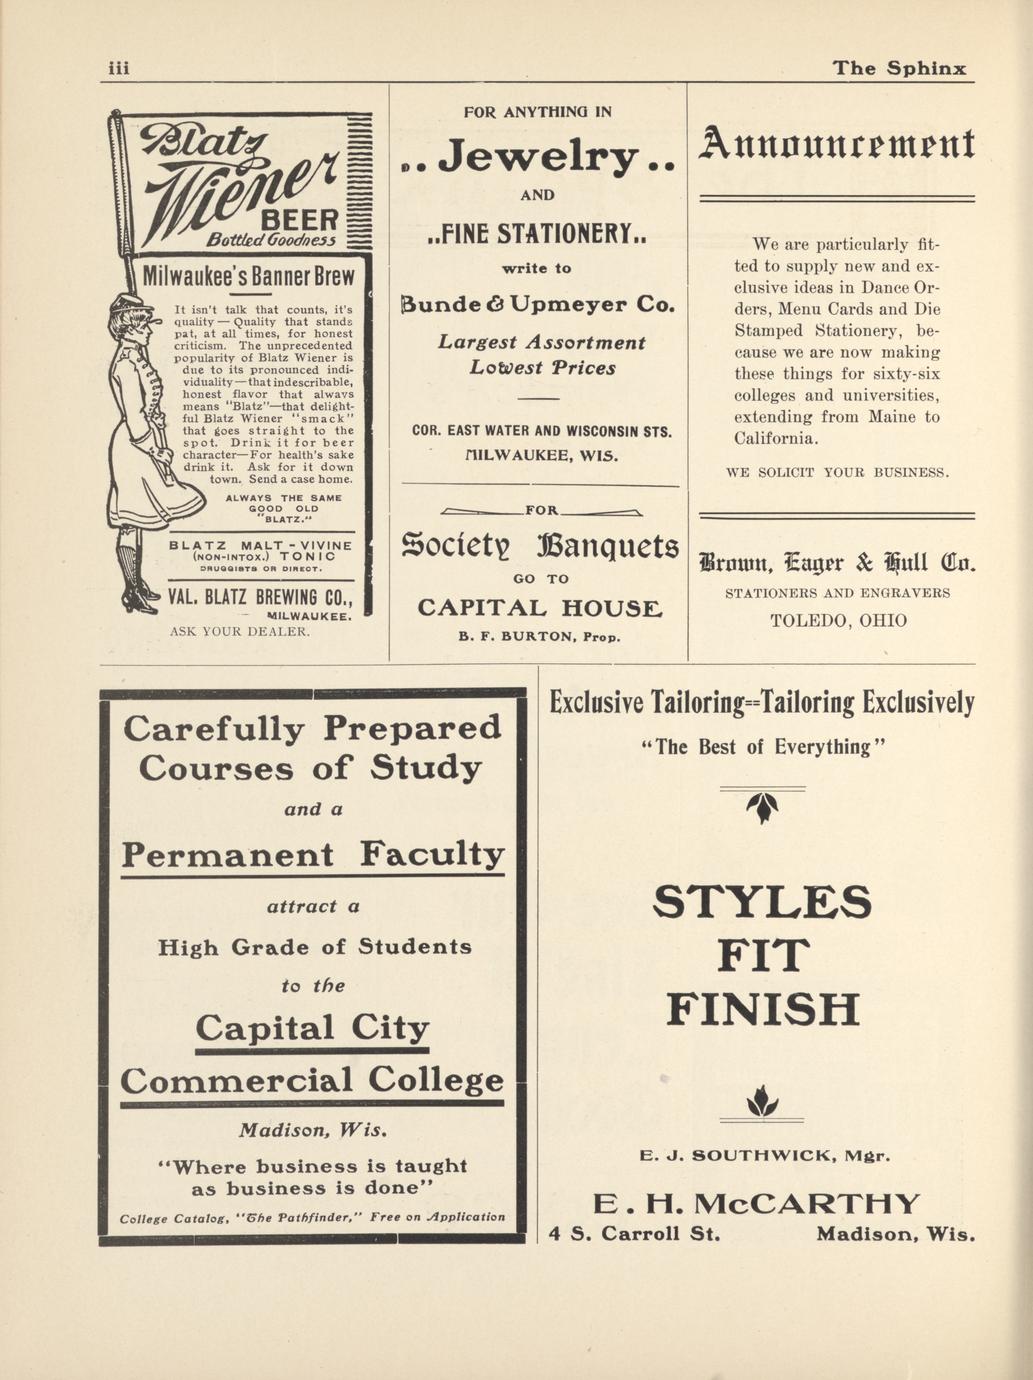 iii
The Sphinx
Blatz
Wiener
BEER
Bottled Goodness
Milwaukee's Banner Brew
It isn't talk that counts, it's
quality — Quality that stands
pat, at all times, for honest
criticism. The unprecedented
popularity of Blatz Wiener is
due to its pronounced indi-
viduality—that indescribable,
honest flavor that always
means "Blatz"—that delight-
ful Blatz Wiener "smack"
that goes straight to the
spot. Drink it for beer
character—For health's sake
drink it. Ask for it down
town. Send a case home.
ALWAYS THE SAME
GOOD OLD
"BLATZ."
BLATZ MALT-VIVINE
(NON-INTOX.) TONIC
DRUGGISTS OR DIRECT.
VAL. BLATZ BREWING CO.,
MILWAUKEE.
ASK YOUR DEALER.
FOR ANYTHING IN
.. Jewelry ..
AND
..FINE STATIONERY..
write to
Bunde & Upmeyer Co.
Largest Assortment
Lowest Prices
COR. EAST WATER AND WISCONSIN STS.
MILWAUKEE, WIS.
FOR
Society Banquets
GO TO
CAPITAL HOUSE
B. F. BURTON, Prop.
Announcement
We are particularly fit-
ted to supply new and ex-
clusive ideas in Dance Or-
ders, Menu Cards and Die
Stamped Stationery, be-
cause we are now making
these things for sixty-six
colleges and universities,
extending from Maine to
California.
WE SOLICIT YOUR BUSINESS.
Brown, Eager & Hull Co.
STATIONERS AND ENGRAVERS
TOLEDO, OHIO
Carefully Prepared
Courses of Study
and a
Permanent Faculty
attract a
High Grade of Students
to the
Capital City
Commercial College
Madison, Wis.
"Where business is taught
as business is done"
College Catalog, "The Pathfinder," Free on Application
Exclusive Tailoring==Tailoring Exclusively
"The Best of Everything"
STYLES
FIT
FINISH
E. J. SOUTHWICK, Mgr.
E. H. McCARTHY
4 S. Carroll St. Madison, Wis.